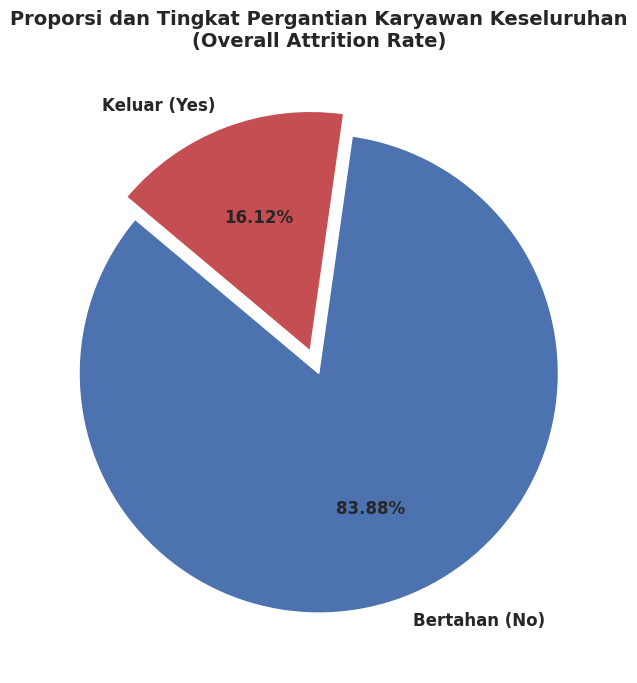 Proporsi dan Tingkat Pergantian Karyawan Keseluruhan
(Overall Attrition Rate)
Keluar (Yes)
16.12%
83.88%
Bertahan (No)